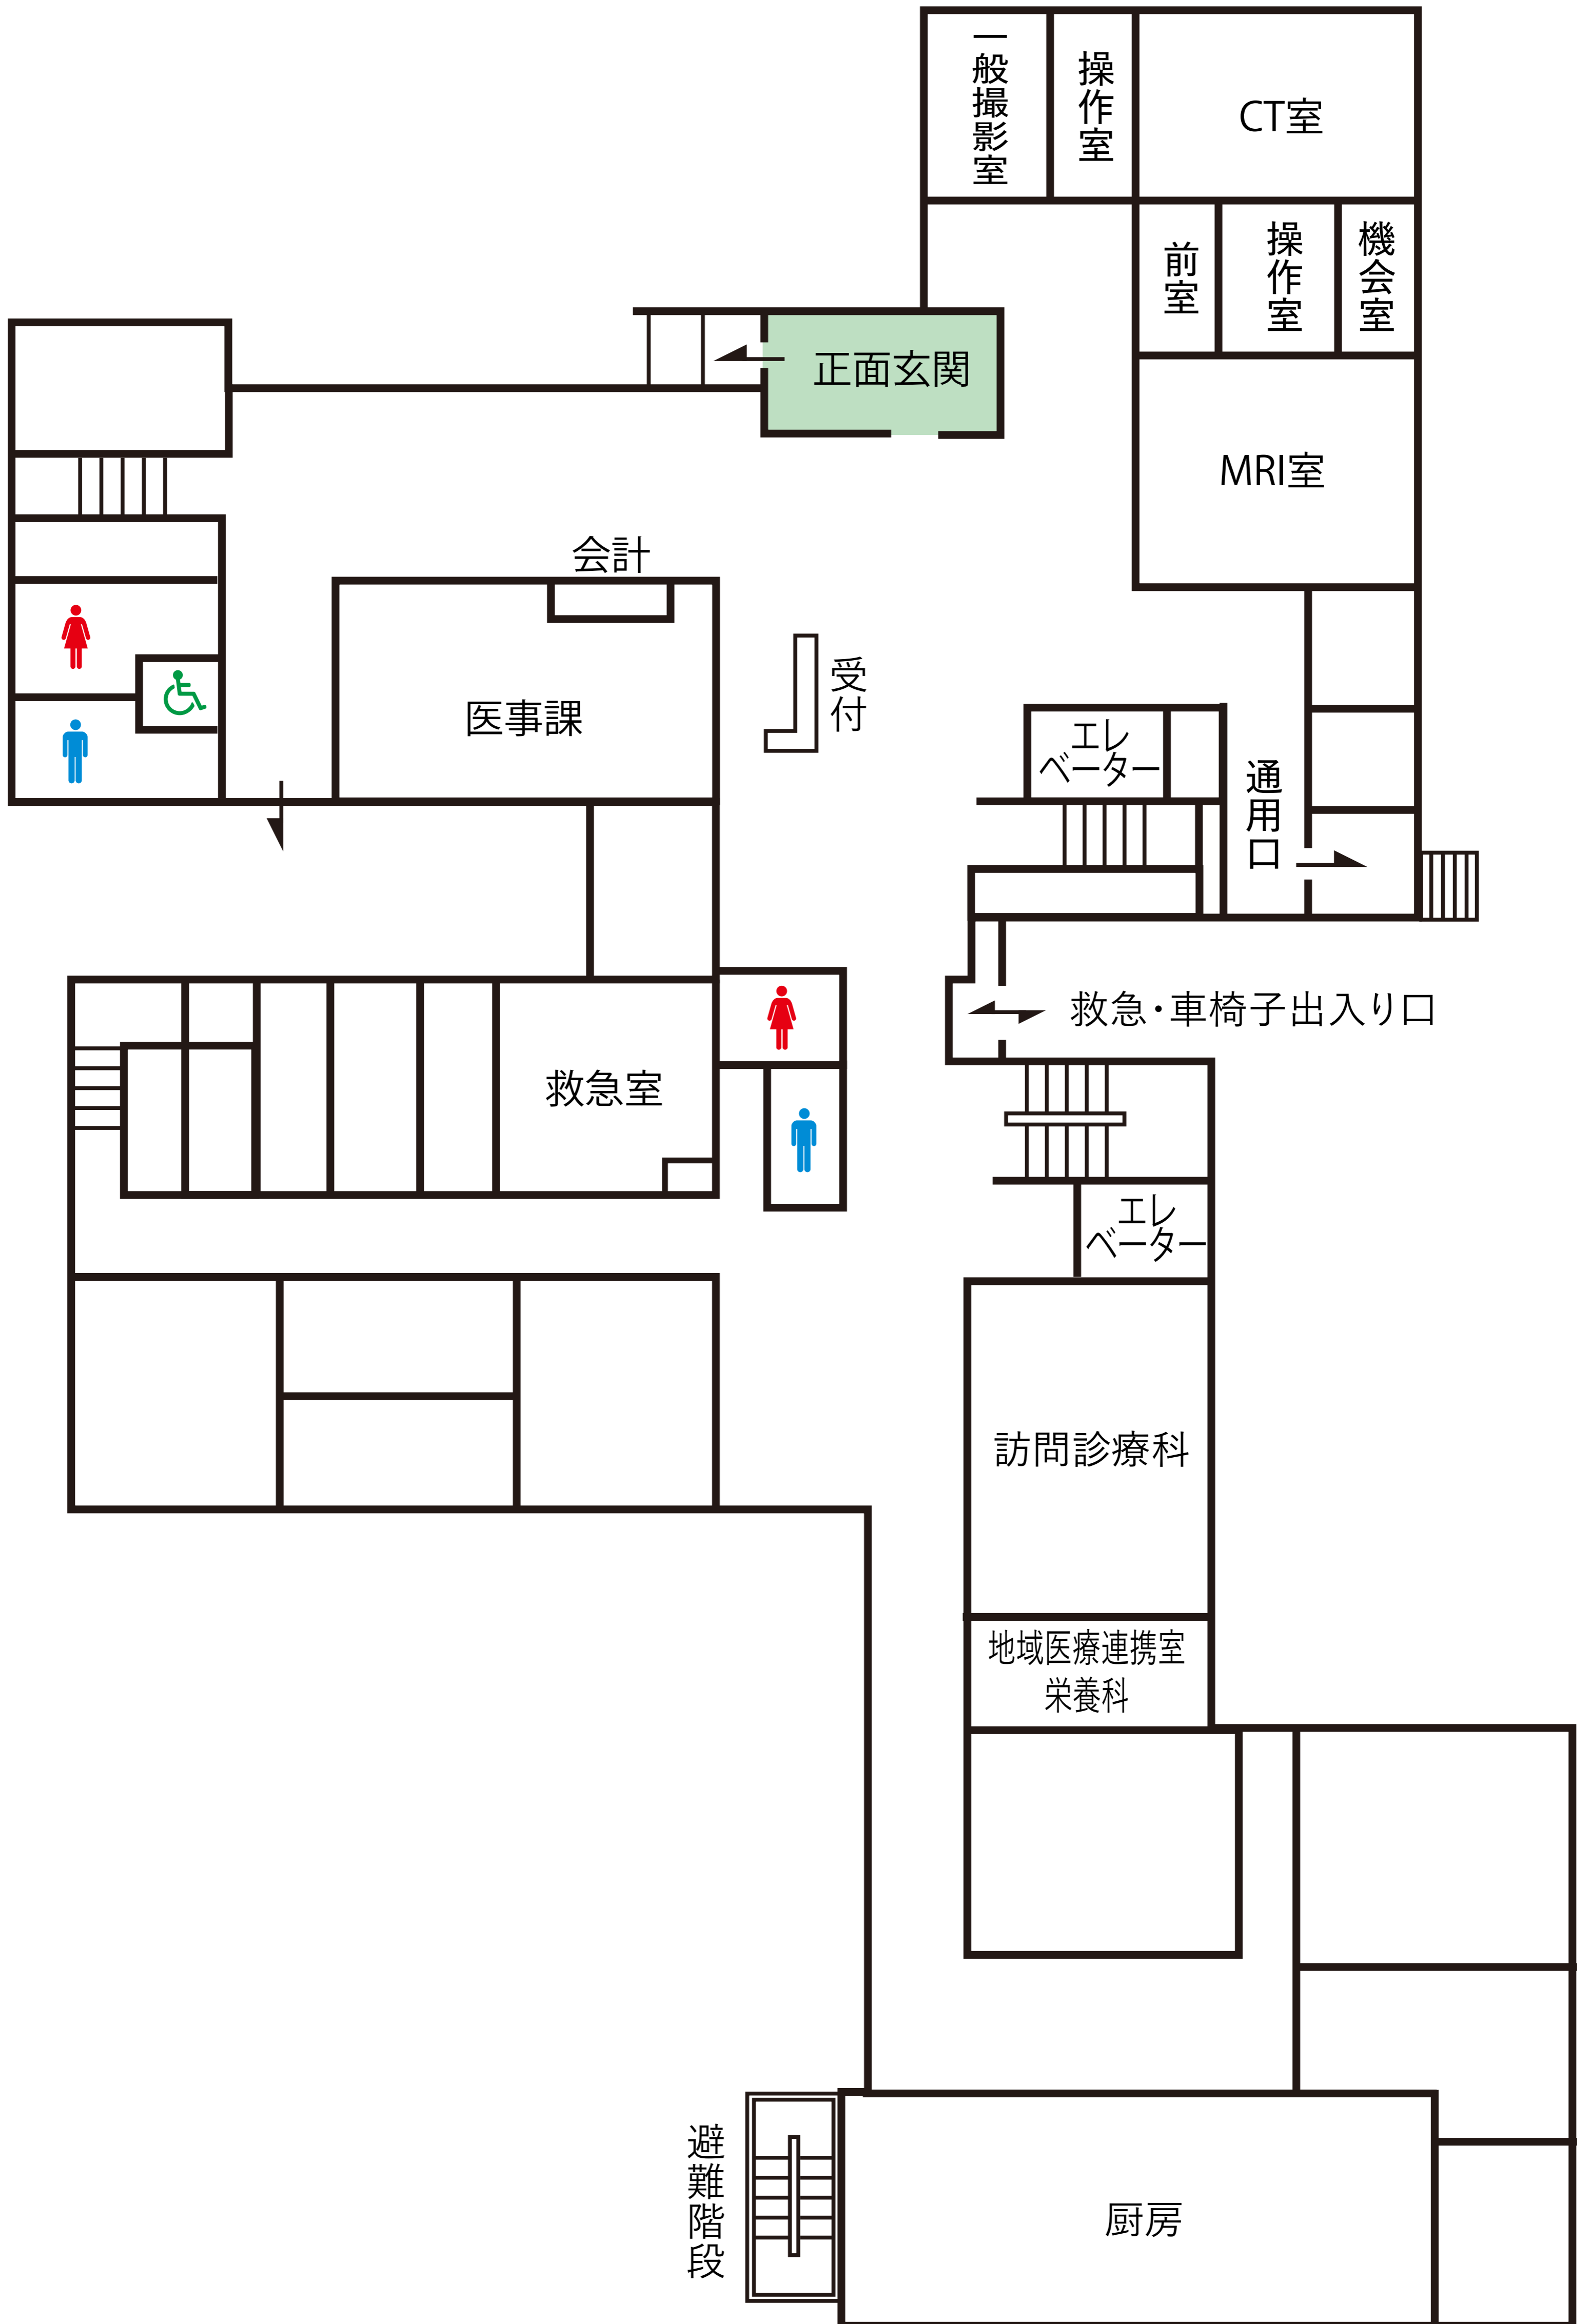 一般撮影室
操作室
CT室
前室
操作室
機会室
正面玄関
MRI室
会計
受付
医事課
エレ
ベーター
通用口
救急・車椅子出入り口
救急室
エレ
ベーター
訪問診療科
地域医療連携室
栄養科
避難階段
厨房